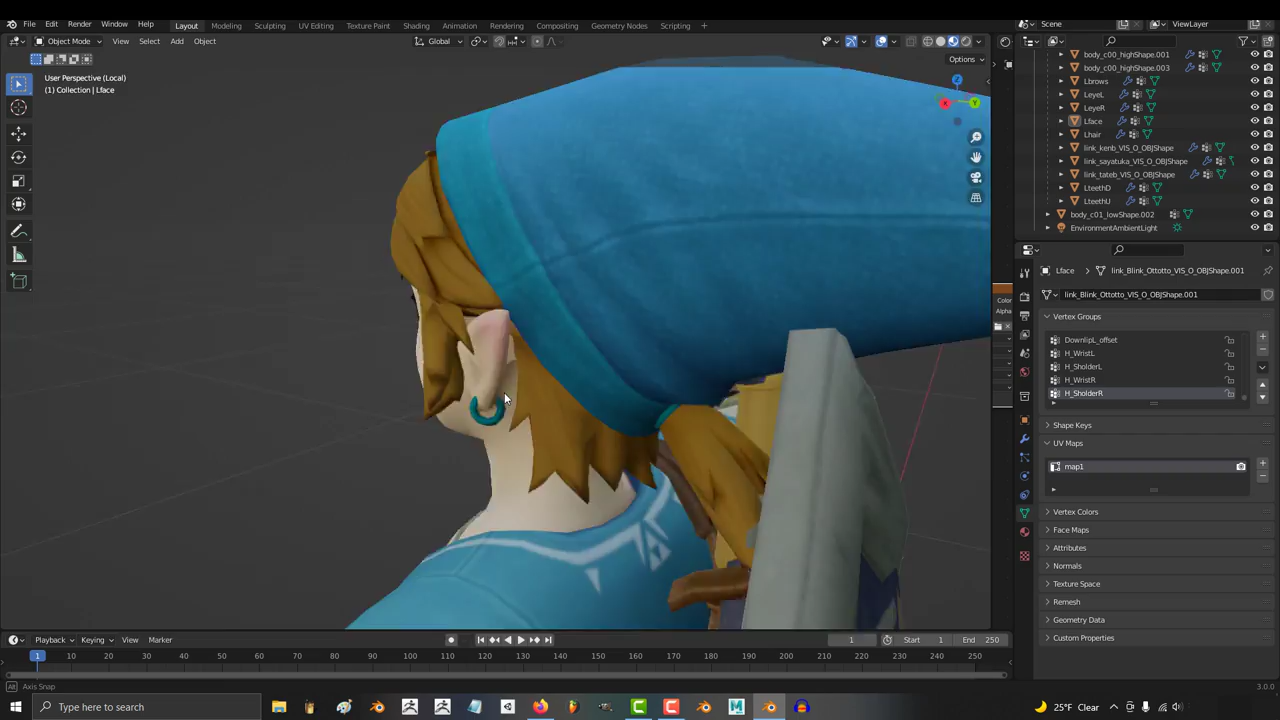 File Edit Render Window Help Layout Modeling Sculpting UV Editing Texture Paint Shading Animation Rendering Compositing Geometry Nodes Scripting + Scene ViewLayer
Object Mode View Select Add Object Global
Options
User Perspective (Local)
(1) Collection | Lface
Z
X
Y
body_c00_highShape.001
body_c00_highShape.003
Lbrows
LeyeL
LeyeR
Lface
Lhair
link_kenb_VIS_O_OBJShape
link_sayatuka_VIS_O_OBJShape
link_tateb_VIS_O_OBJShape
LteethD
LteethU
body_c01_lowShape.002
EnvironmentAmbientLight
Lface link_Blink_Ottotto_VIS_O_OBJShape.001
link_Blink_Ottotto_VIS_O_OBJShape.001
Vertex Groups
DownlipL_offset
H_WristL
H_SholderL
H_WristR
H_SholderR
Shape Keys
UV Maps
map1
Vertex Colors
Face Maps
Attributes
Normals
Texture Space
Remesh
Geometry Data
Custom Properties
Color
Alpha
Playback Keying View Marker 1 Start 1 End 250
1 10 20 30 40 50 60 70 80 90 100 110 120 130 140 150 160 170 180 190 200 210 220 230 240 250
Axis Snap 3.0.0
Type here to search 25°F Clear